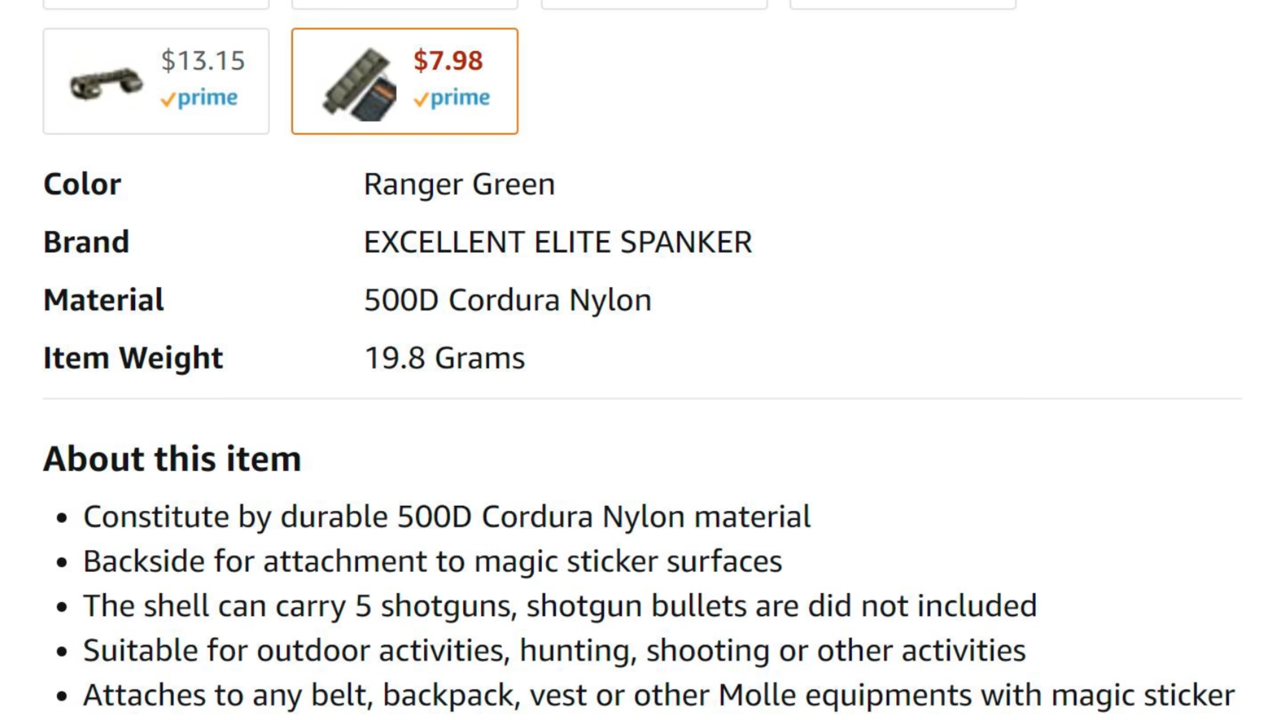 $13.15 $7.98
prime prime
Color Ranger Green
Brand EXCELLENT ELITE SPANKER
Material 500D Cordura Nylon
Item Weight 19.8 Grams
About this item
• Constitute by durable 500D Cordura Nylon material
• Backside for attachment to magic sticker surfaces
• The shell can carry 5 shotguns, shotgun bullets are did not included
• Suitable for outdoor activities, hunting, shooting or other activities
• Attaches to any belt, backpack, vest or other Molle equipments with magic sticker